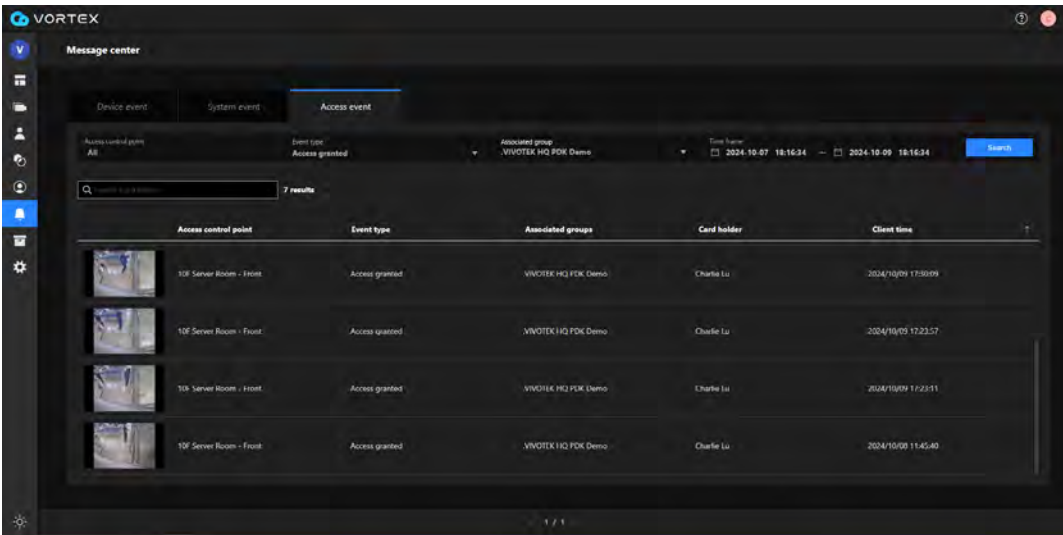 VORTEX
V
Message center
Device event System event Access event
Access control point Event type Associated group Time frame
All Access granted .VIVOTEK HQ PDK Demo 2024-10-07 18:16:34 — 2024-10-09 18:16:34 Search
7 results
Access control point Event type Associated groups Card holder Client time
10F Server Room - Front Access granted .VIVOTEK HQ PDK Demo Charlie Lu 2024/10/09 17:30:09
10F Server Room - Front Access granted .VIVOTEK HQ PDK Demo Charlie Lu 2024/10/09 17:23:57
10F Server Room - Front Access granted .VIVOTEK HQ PDK Demo Charlie Lu 2024/10/09 17:23:11
10F Server Room - Front Access granted .VIVOTEK HQ PDK Demo Charlie Lu 2024/10/08 11:45:40
1 / 1